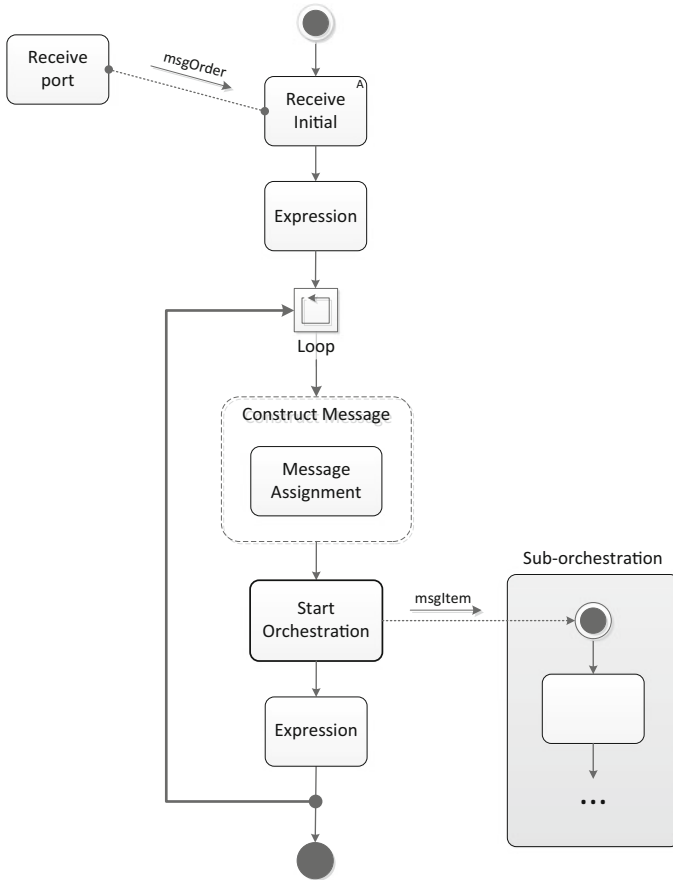 Receive
port
msgOrder
A
Receive
Initial
Expression
Loop
Construct Message
Message
Assignment
Sub-orchestration
Start
Orchestration
msgItem
Expression
...